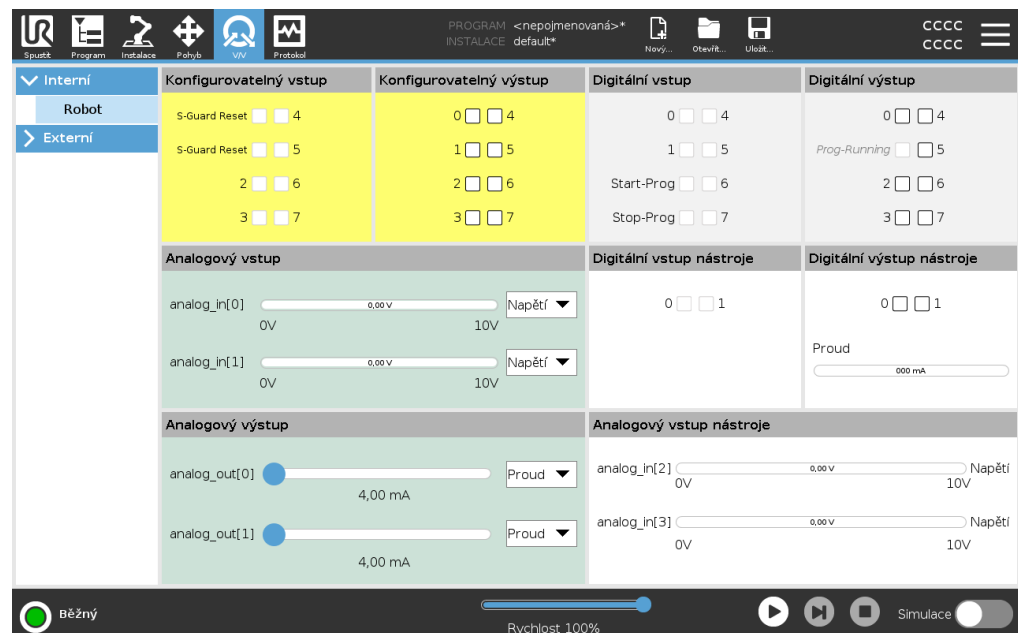 PROGRAM <nepojmenovaná>*
INSTALACE default*
CCCC
CCCC
Spustit Program Instalace Pohyb V/V Protokol Nový... Otevřít... Uložit...
Interní
Robot
Externí
Konfigurovatelný vstup
S-Guard Reset 4
S-Guard Reset 5
2 6
3 7
Konfigurovatelný výstup
0 4
1 5
2 6
3 7
Digitální vstup
0 4
1 5
Start-Prog 6
Stop-Prog 7
Digitální výstup
0 4
Prog-Running 5
2 6
3 7
Analogový vstup
analog_in[0] 0,00 V Napětí
0V 10V
analog_in[1] 0,00 V Napětí
0V 10V
Digitální vstup nástroje
0 1
Digitální výstup nástroje
0 1
Proud
000 mA
Analogový výstup
analog_out[0] Proud
4,00 mA
analog_out[1] Proud
4,00 mA
Analogový vstup nástroje
analog_in[2] 0,00 V Napětí
0V 10V
analog_in[3] 0,00 V Napětí
0V 10V
Běžný
Rychlost 100%
Simulace